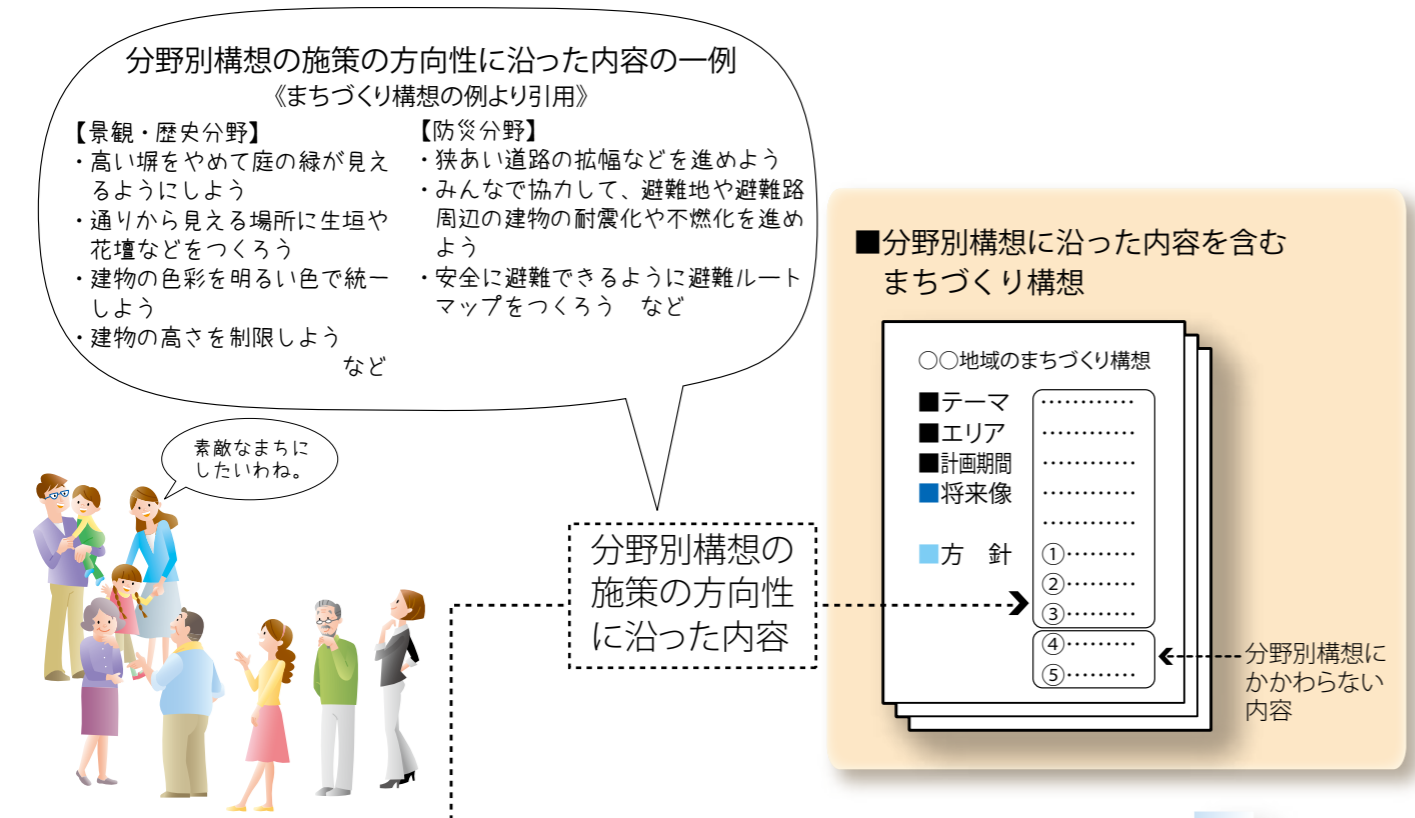 分野別構想の施策の方向性に沿った内容の一例
《まちづくり構想の例より引用》
【景観・歴史分野】
・高い塀をやめて庭の緑が見え
るようにしよう
・通りから見える場所に生垣や
花壇などをつくろう
・建物の色彩を明るい色で統一
しよう
・建物の高さを制限しよう
など
【防災分野】
・狭あい道路の拡幅などを進めよう
・みんなで協力して、避難地や避難路
周辺の建物の耐震化や不燃化を進め
よう
・安全に避難できるように避難ルート
マップをつくろう　など
素敵なまちに
したいわね。
分野別構想の
施策の方向性
に沿った内容
■分野別構想に沿った内容を含む
まちづくり構想
○○地域のまちづくり構想
■テーマ …………
■エリア …………
■計画期間 …………
■将来像 …………
…………
■方　針 ①………
②………
③………
④………
⑤………
分野別構想に
かかわらない
内容